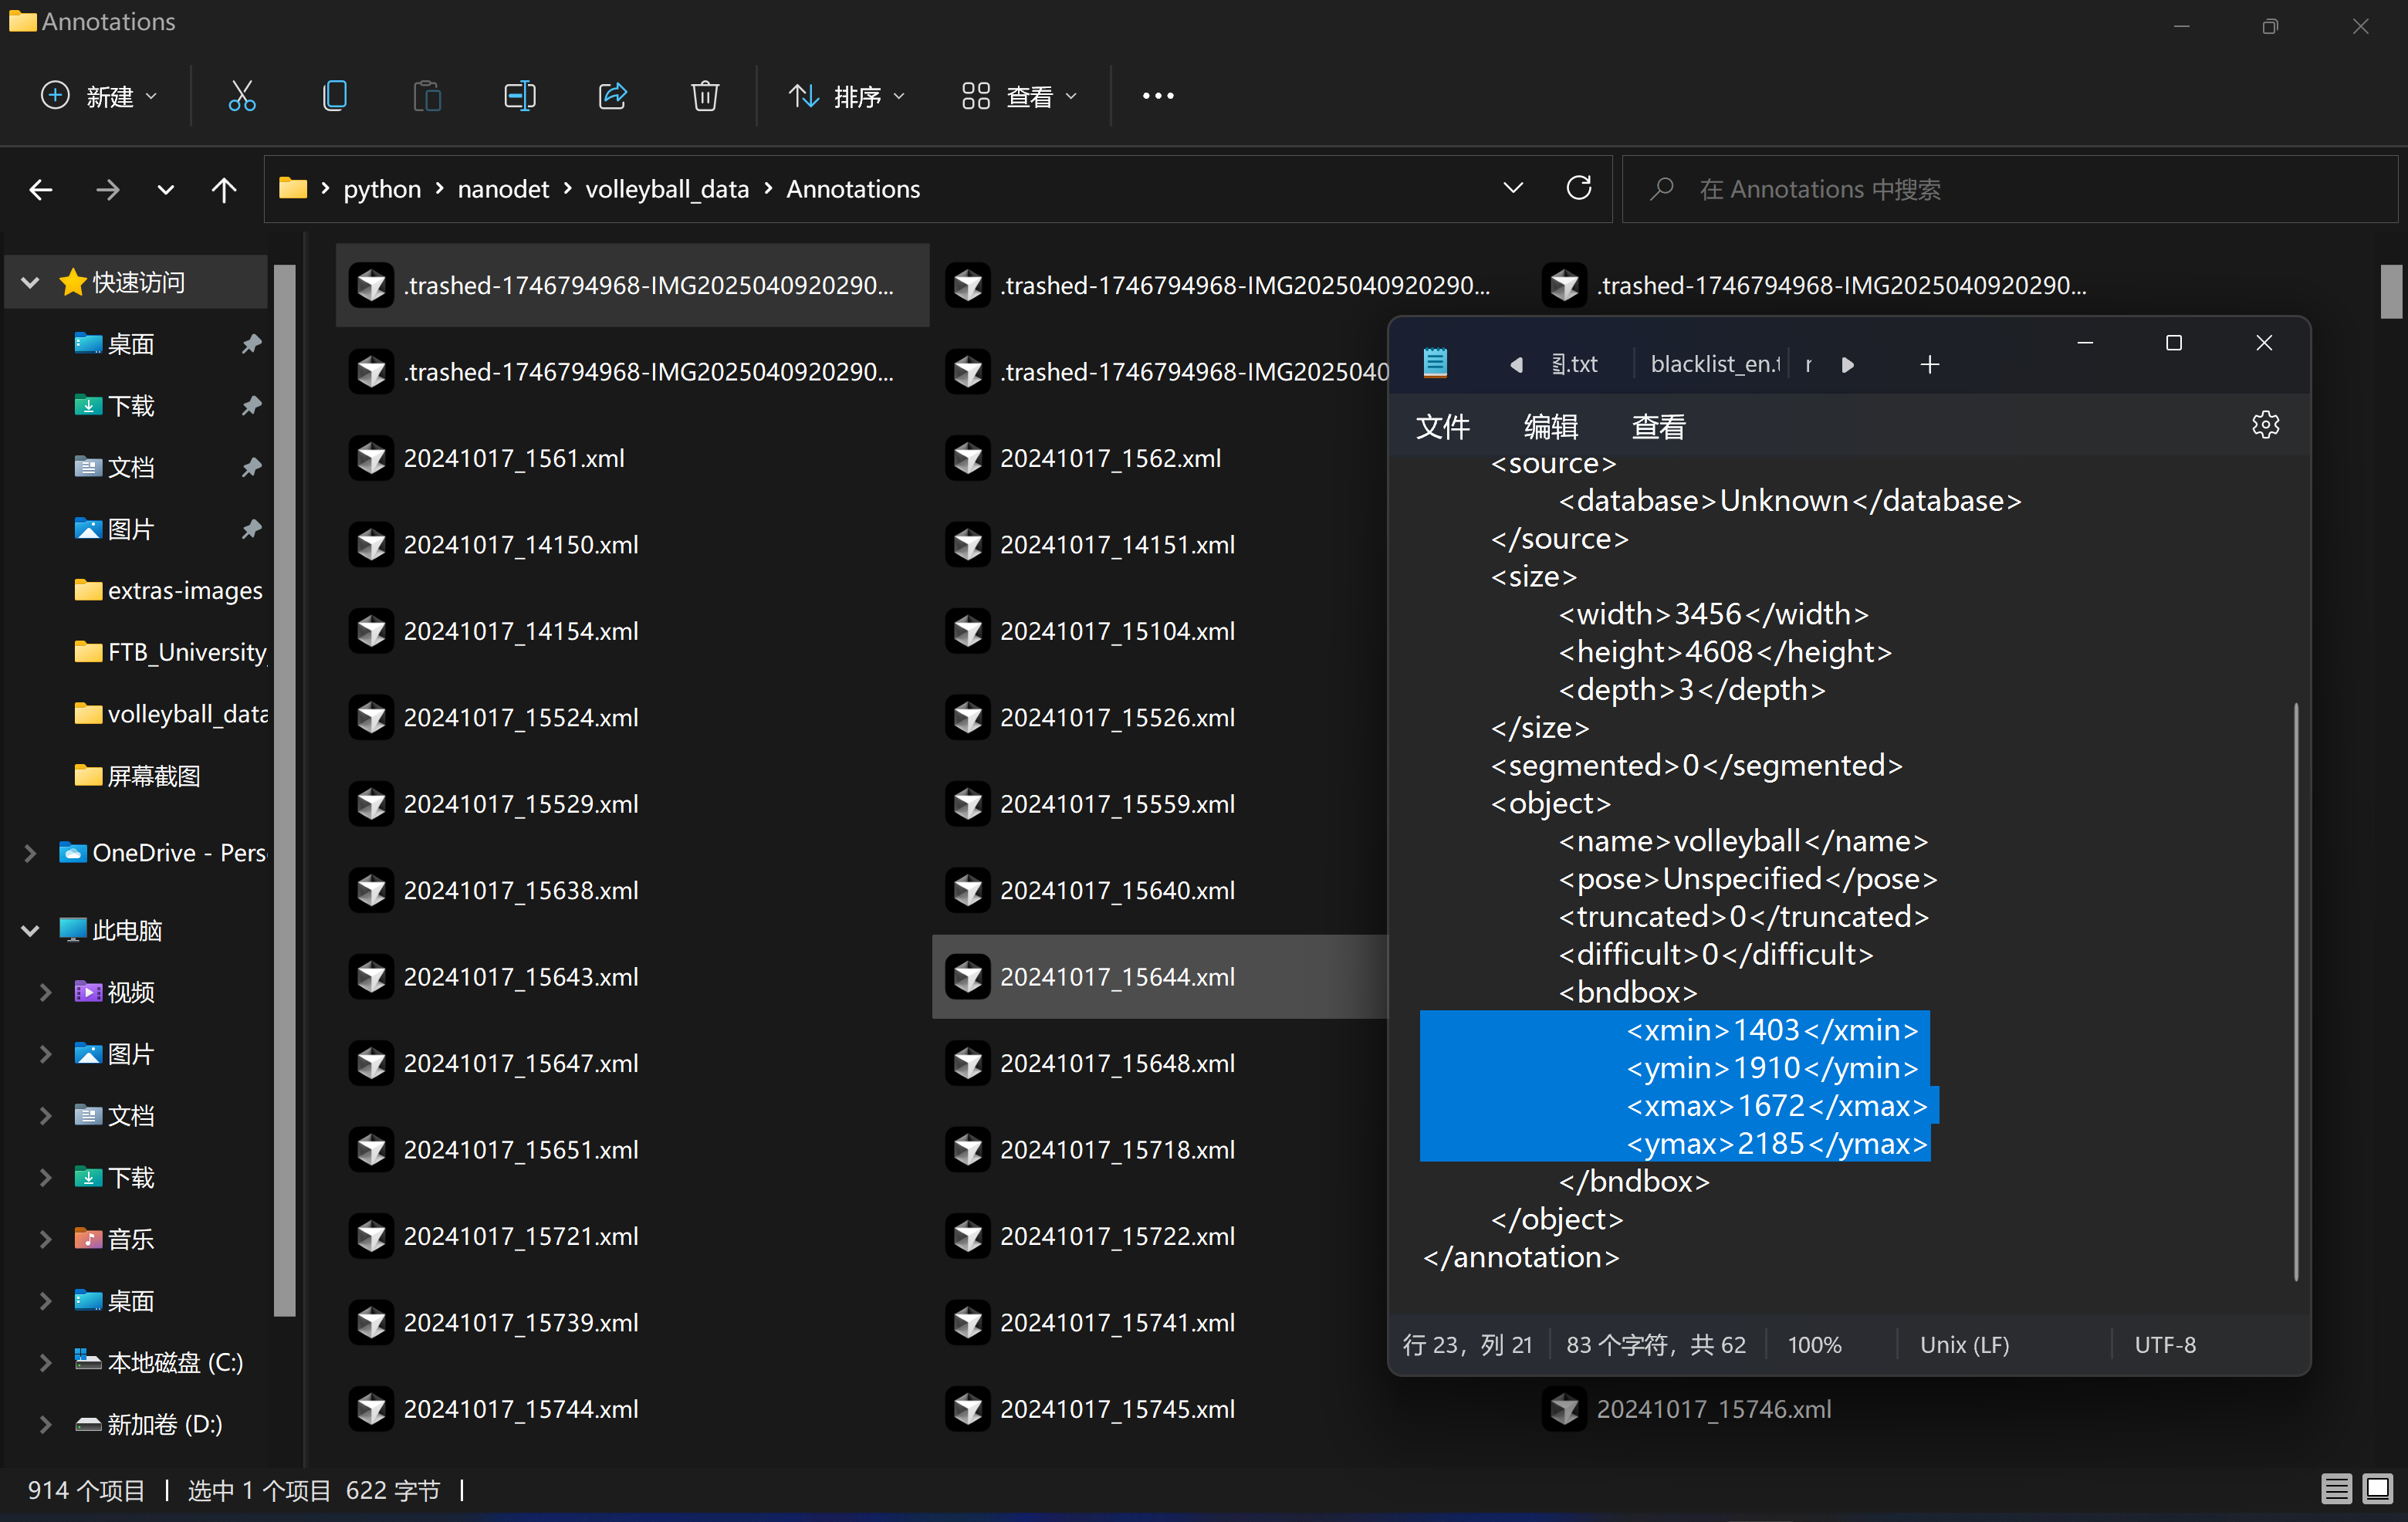 Annotations
新建
排序
查看
python
nanodet
volleyball_data
Annotations
在 Annotations 中搜索
快速访问
桌面
下载
文档
图片
extras-images
FTB_University_
volleyball_data
屏幕截图
OneDrive - Pers
此电脑
视频
图片
文档
下载
音乐
桌面
本地磁盘 (C:)
新加卷 (D:)
.trashed-1746794968-IMG2025040920290...
.trashed-1746794968-IMG2025040920290...
.trashed-1746794968-IMG2025040920290...
.trashed-1746794968-IMG2025040920290...
.trashed-1746794968-IMG2025040
20241017_1561.xml
20241017_1562.xml
20241017_14150.xml
20241017_14151.xml
20241017_14154.xml
20241017_15104.xml
20241017_15524.xml
20241017_15526.xml
20241017_15529.xml
20241017_15559.xml
20241017_15638.xml
20241017_15640.xml
20241017_15643.xml
20241017_15644.xml
20241017_15647.xml
20241017_15648.xml
20241017_15651.xml
20241017_15718.xml
20241017_15721.xml
20241017_15722.xml
20241017_15739.xml
20241017_15741.xml
20241017_15744.xml
20241017_15745.xml
20241017_15746.xml
.txt
blacklist_en.t
文件
编辑
查看
<source>
<database>Unknown</database>
</source>
<size>
<width>3456</width>
<height>4608</height>
<depth>3</depth>
</size>
<segmented>0</segmented>
<object>
<name>volleyball</name>
<pose>Unspecified</pose>
<truncated>0</truncated>
<difficult>0</difficult>
<bndbox>
<xmin>1403</xmin>
<ymin>1910</ymin>
<xmax>1672</xmax>
<ymax>2185</ymax>
</bndbox>
</object>
</annotation>
行 23，列 21
83 个字符，共 62
100%
Unix (LF)
UTF-8
914 个项目
选中 1 个项目 622 字节